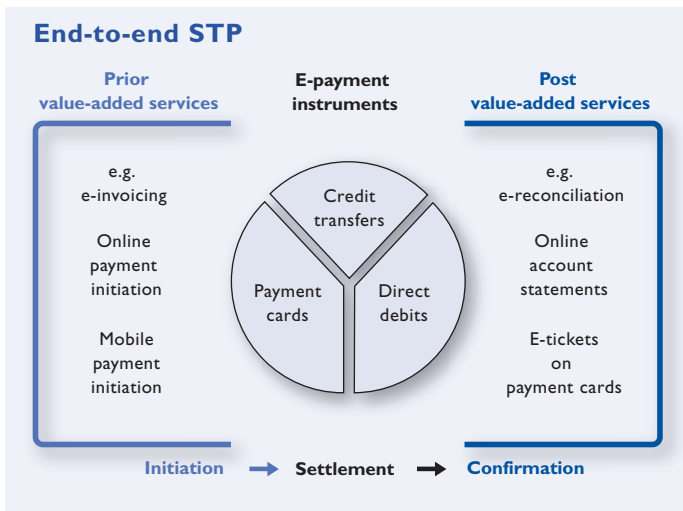 End-to-end STP
Prior
value-added services
E-payment
instruments
Post
value-added services
e.g.
e-invoicing
Online
payment
initiation
Mobile
payment
initiation
Credit
transfers
Payment
cards
Direct
debits
e.g.
e-reconciliation
Online
account
statements
E-tickets
on
payment cards
Initiation
Settlement
Confirmation